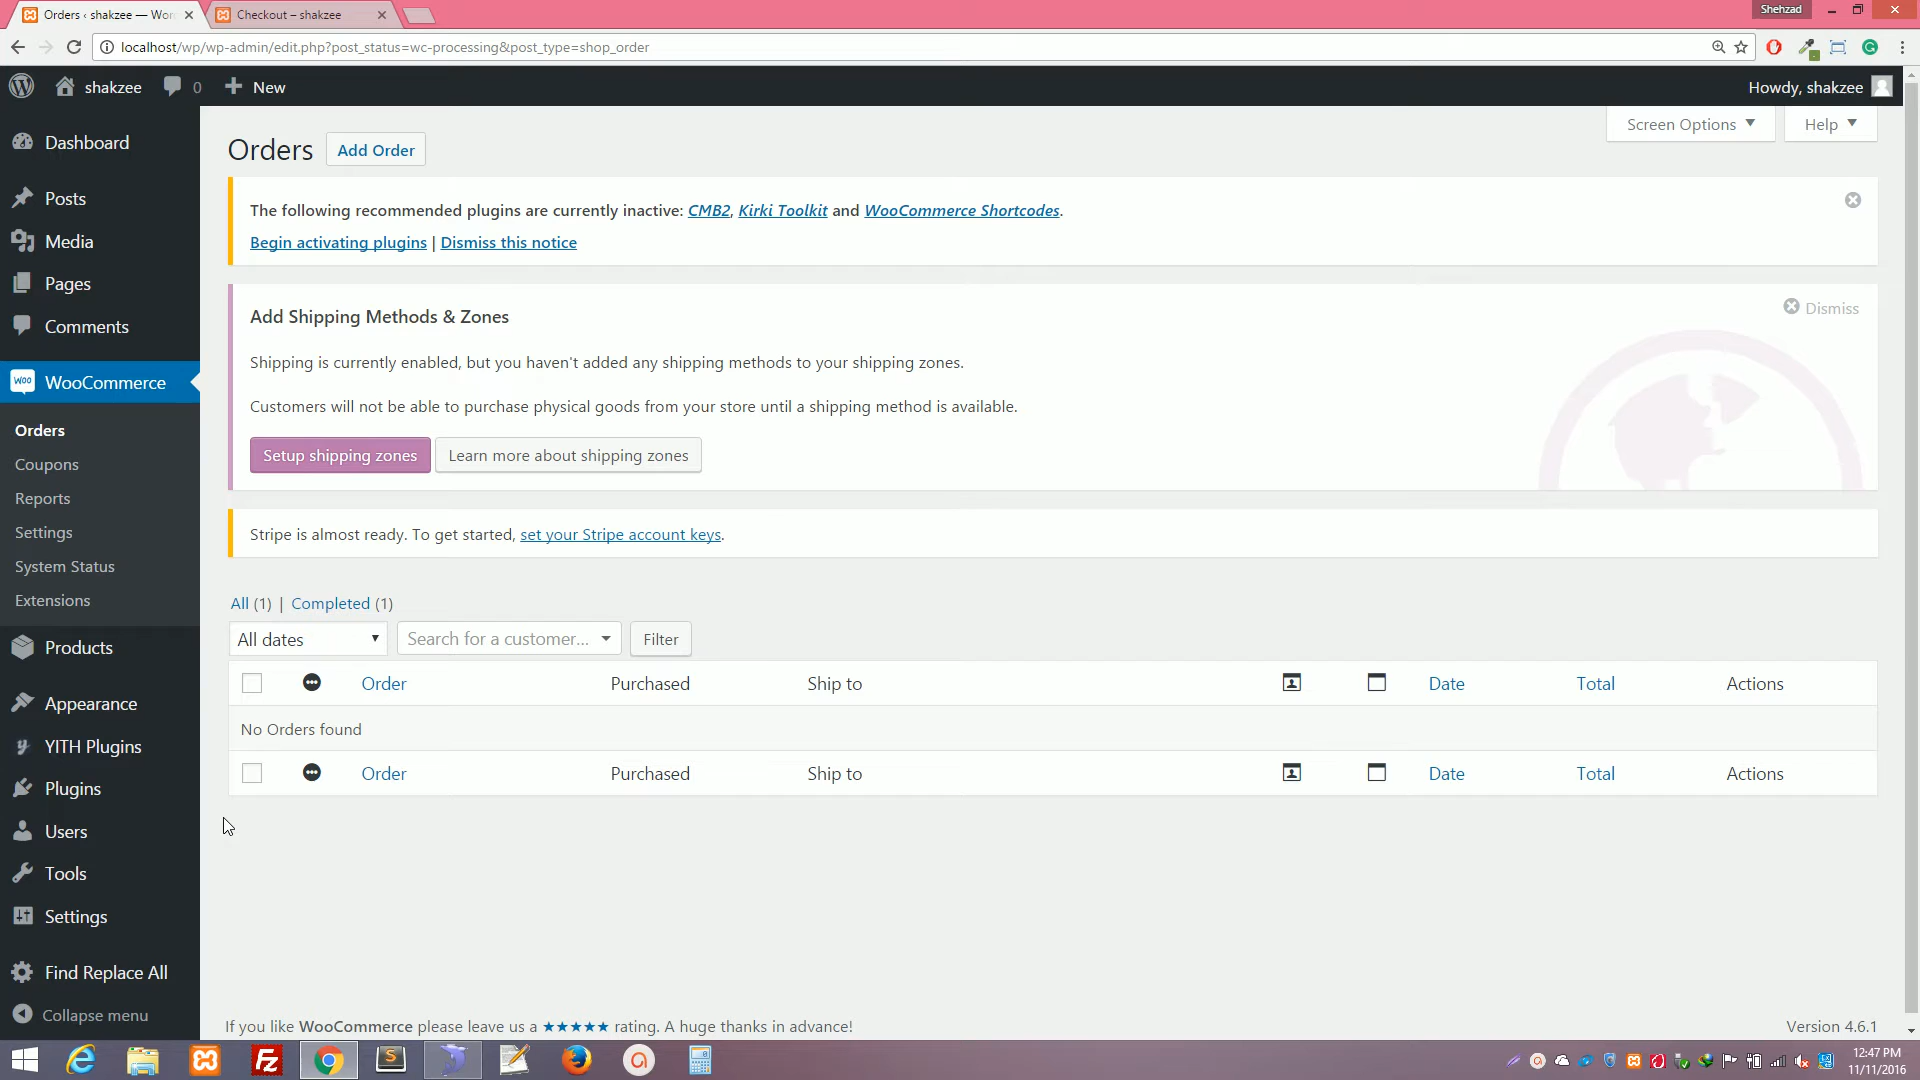 Orders ‹ shakzee — Wor
Checkout – shakzee
Shehzad
localhost/wp/wp-admin/edit.php?post_status=wc-processing&post_type=shop_order
shakzee
0
New
Howdy, shakzee
Dashboard
Posts
Media
Pages
Comments
WooCommerce
Orders
Coupons
Reports
Settings
System Status
Extensions
Products
Appearance
YITH Plugins
Plugins
Users
Tools
Settings
Find Replace All
Collapse menu
Screen Options
Help
Orders
Add Order
The following recommended plugins are currently inactive: CMB2, Kirki Toolkit and WooCommerce Shortcodes.
Begin activating plugins | Dismiss this notice
Add Shipping Methods & Zones
Dismiss
Shipping is currently enabled, but you haven't added any shipping methods to your shipping zones.
Customers will not be able to purchase physical goods from your store until a shipping method is available.
Setup shipping zones
Learn more about shipping zones
Stripe is almost ready. To get started, set your Stripe account keys.
All (1) | Completed (1)
All dates
Search for a customer...
Filter
Order Purchased Ship to Date Total Actions
No Orders found
Order Purchased Ship to Date Total Actions
If you like WooCommerce please leave us a ★★★★★ rating. A huge thanks in advance!
Version 4.6.1
12:47 PM
11/11/2016